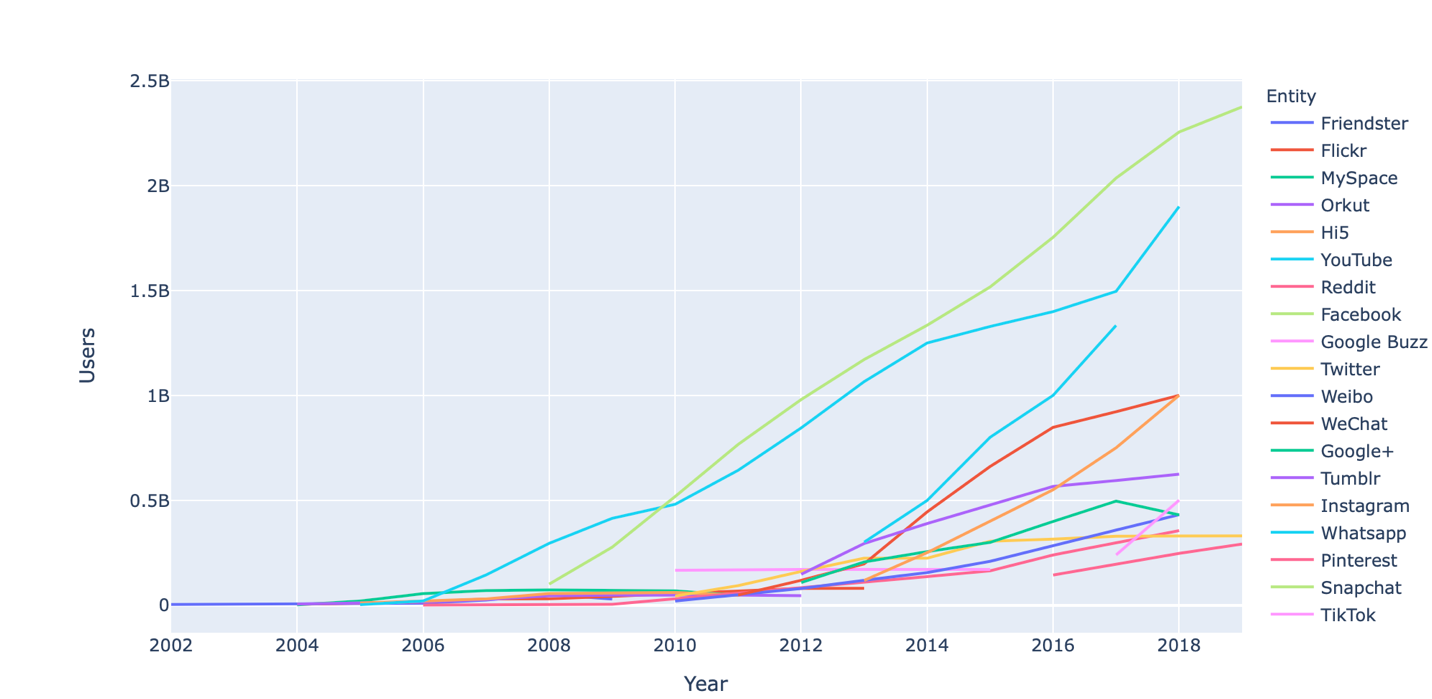 2.5B
2B
1.5B
1B
0.5B
0
Users
2002 2004 2006 2008 2010 2012 2014 2016 2018
Year
Entity
Friendster
Flickr
MySpace
Orkut
Hi5
YouTube
Reddit
Facebook
Google Buzz
Twitter
Weibo
WeChat
Google+
Tumblr
Instagram
Whatsapp
Pinterest
Snapchat
TikTok